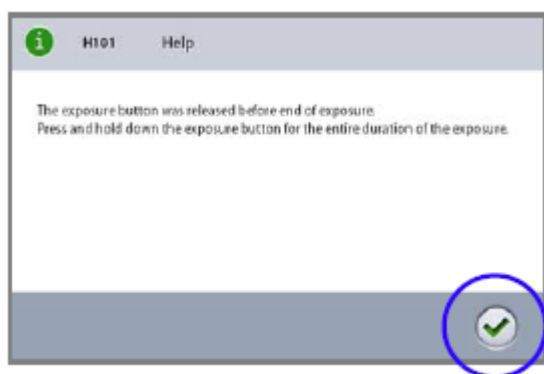 H101 Help
The exposure button was released before end of exposure.
Press and hold down the exposure button for the entire duration of the exposure.